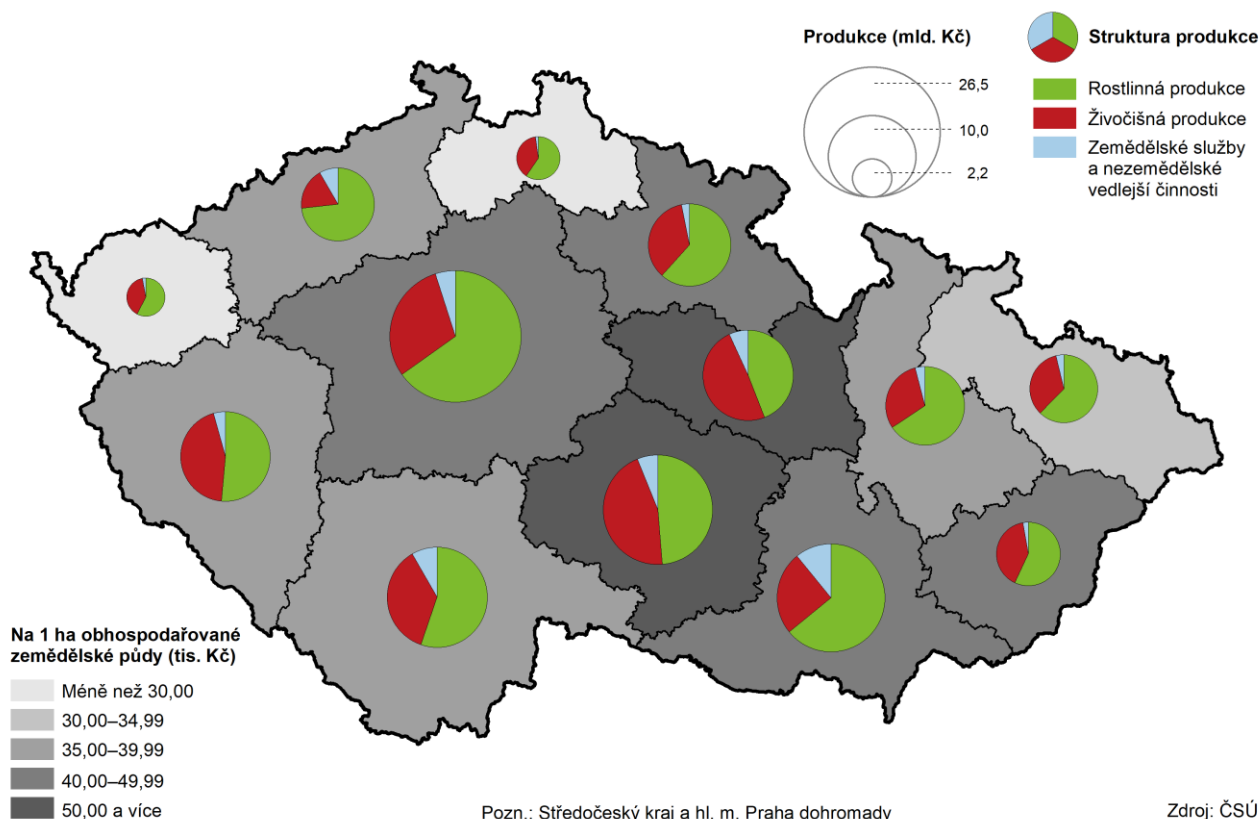 Produkce (mld. Kč)
26,5
10,0
2,2
Struktura produkce
Rostlinná produkce
Živočišná produkce
Zemědělské služby
a nezemědělské
vedlejší činnosti
Na 1 ha obhospodařované
zemědělské půdy (tis. Kč)
Méně než 30,00
30,00–34,99
35,00–39,99
40,00–49,99
50,00 a více
Pozn.: Středočeský kraj a hl. m. Praha dohromady
Zdroj: ČSÚ